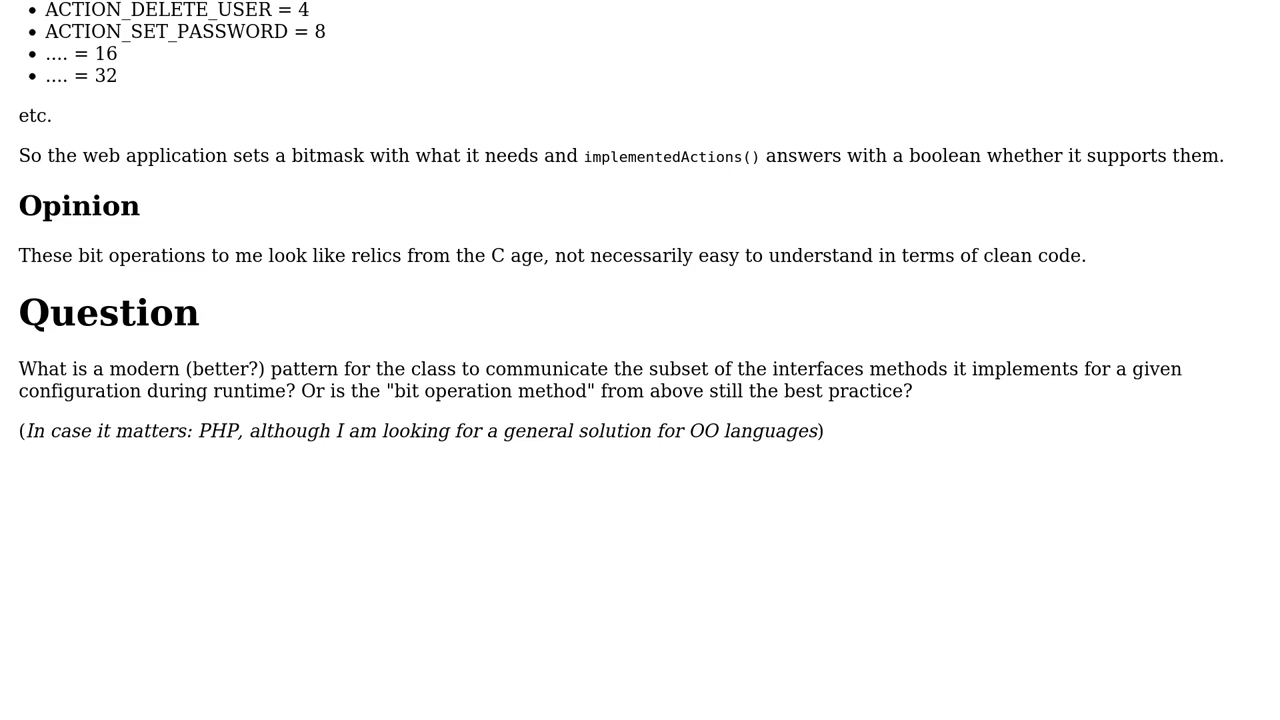 ACTION_DELETE_USER = 4
ACTION_SET_PASSWORD = 8
.... = 16
.... = 32
etc.
So the web application sets a bitmask with what it needs and implementedActions() answers with a boolean whether it supports them.
Opinion
These bit operations to me look like relics from the C age, not necessarily easy to understand in terms of clean code.
Question
What is a modern (better?) pattern for the class to communicate the subset of the interfaces methods it implements for a given
configuration during runtime? Or is the "bit operation method" from above still the best practice?
(In case it matters: PHP, although I am looking for a general solution for OO languages)